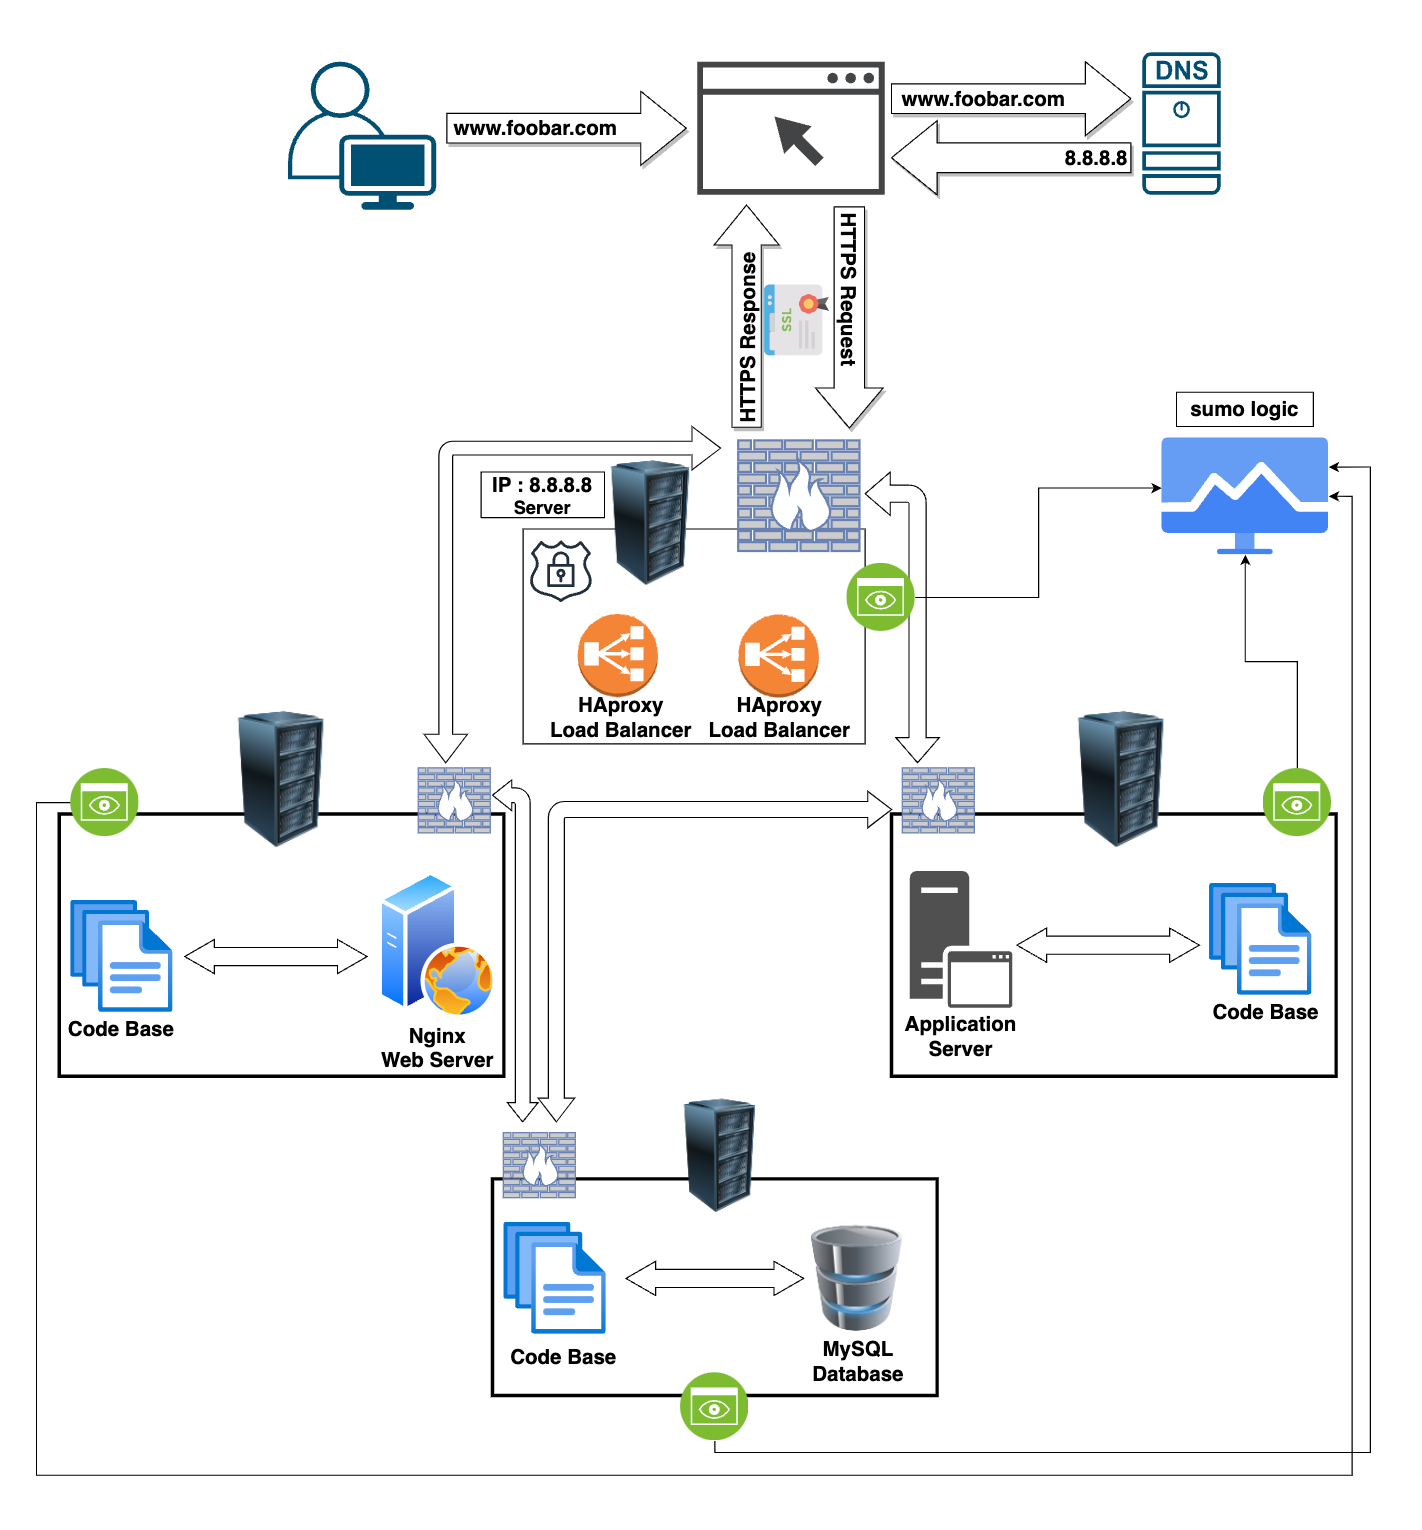 DNS
www.foobar.com
www.foobar.com
8.8.8.8
HTTPS Response
SSL
HTTPS Request
sumo logic
IP : 8.8.8.8
Server
HAproxy
Load Balancer
HAproxy
Load Balancer
Code Base
Nginx
Web Server
Application
Server
Code Base
Code Base
MySQL
Database